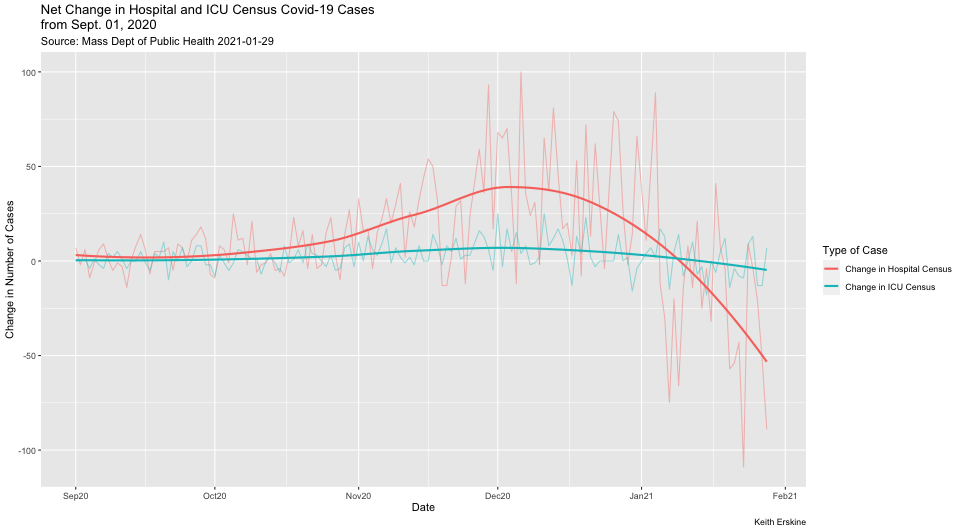 Net Change in Hospital and ICU Census Covid-19 Cases
from Sept. 01, 2020
Source: Mass Dept of Public Health 2021-01-29
Change in Number of Cases
100
50
0
-50
-100
Sep20
Oct20
Nov20
Dec20
Jan21
Feb21
Date
Type of Case
Change in Hospital Census
Change in ICU Census
Keith Erskine